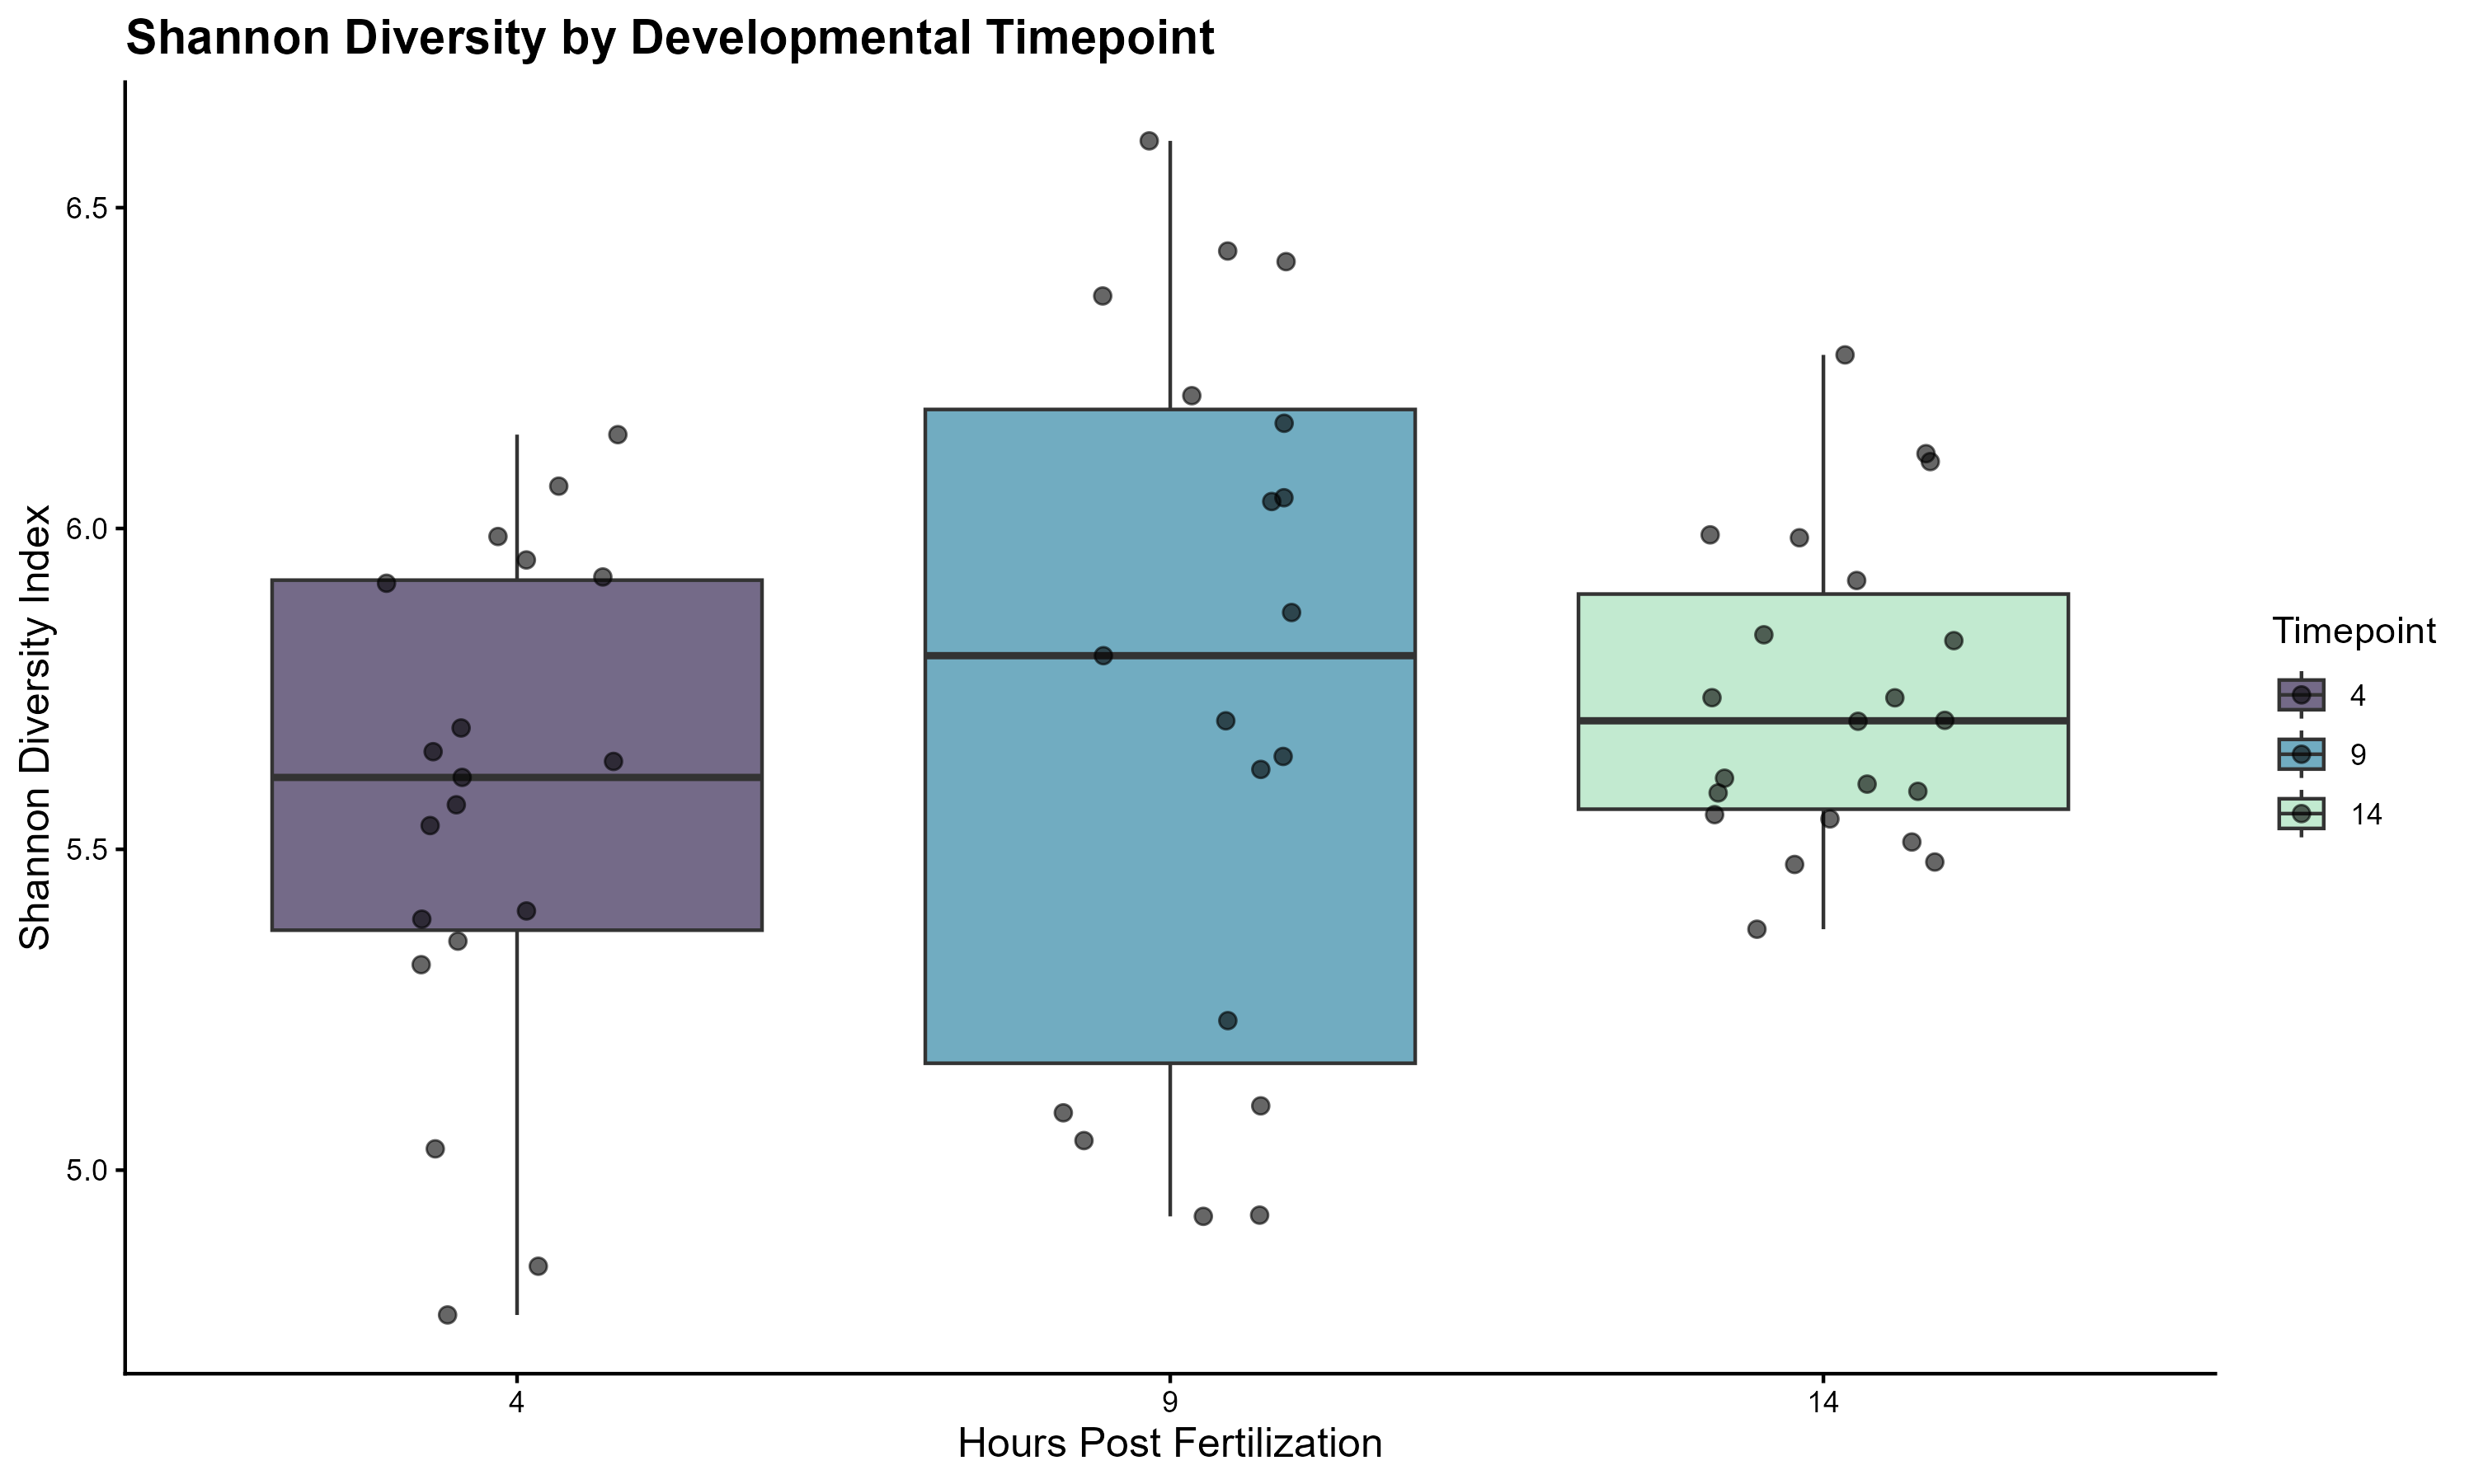 Shannon Diversity by Developmental Timepoint
Shannon Diversity Index
6.5
6.0
5.5
5.0
4
9
14
Hours Post Fertilization
Timepoint
4
9
14